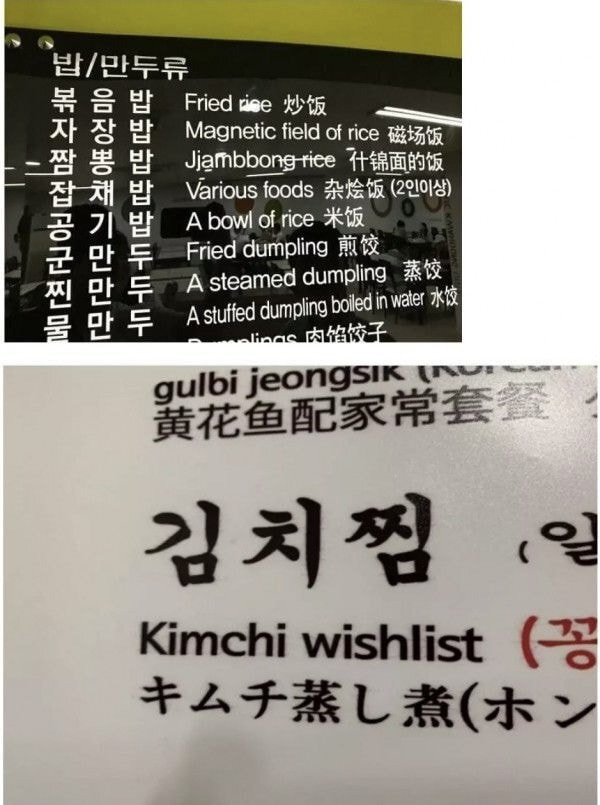 밥/만두류
볶음밥 Fried rice 炒饭
자장밥 Magnetic field of rice 磁场饭
짬뽕밥 Jjambbong rice 什锦面的饭
잡채밥 Various foods 杂烩饭 (2인이상)
공기밥 A bowl of rice 米饭
군만두 Fried dumpling 煎饺
찐만두 A steamed dumpling 蒸饺
물만두 A stuffed dumpling boiled in water 水饺
肉馅饺子
gulbi jeongsik
黄花鱼配家常套餐
김치찜 (일
Kimchi wishlist (꽁
キムチ蒸し煮(ホン